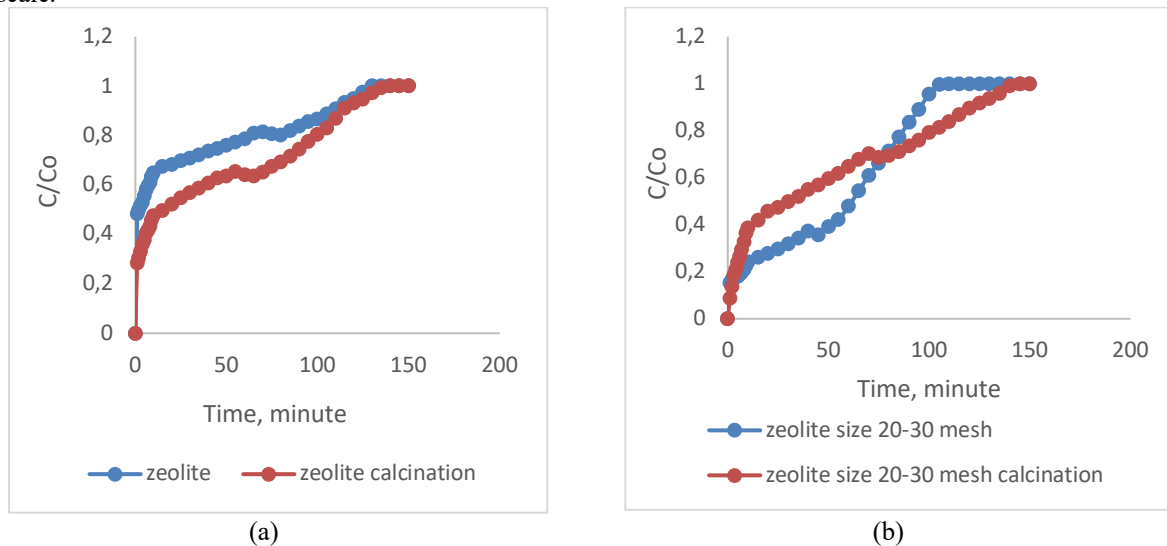 scale.
1,2
1
0,8
0,6
0,4
0,2
0
C/Co
0 50 100 150 200
Time, minute
zeolite zeolite calcination
(a)
1,2
1
0,8
0,6
0,4
0,2
0
C/Co
0 50 100 150 200
Time, minute
zeolite size 20-30 mesh
zeolite size 20-30 mesh calcination
(b)